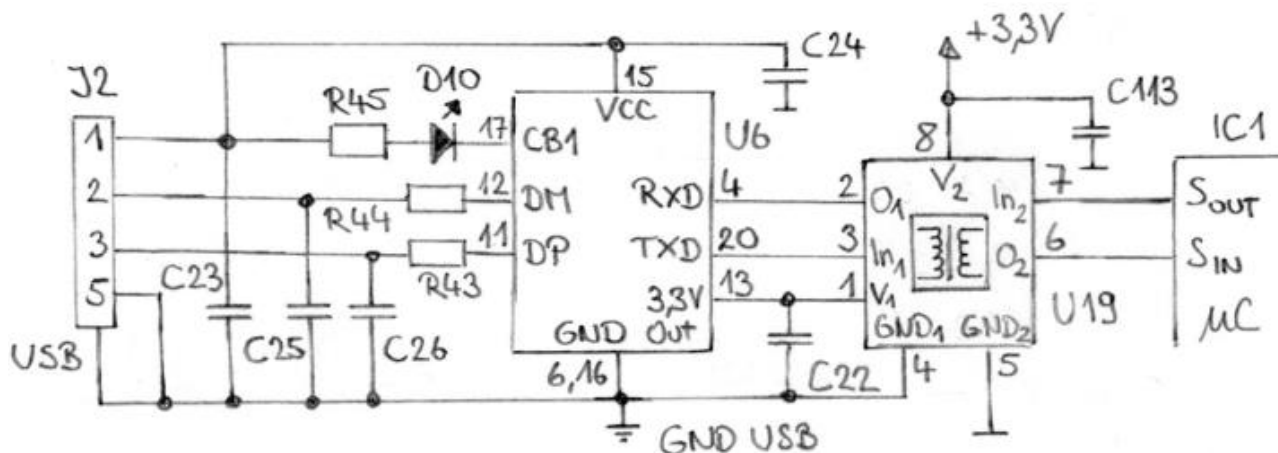 +3,3V
C24
J2
R45
D10
15
VCC
C113
IC1
1
17
CB1
U6
8
V2
7
2
12
DM
RXD
4
2
O1
In2
SOUT
R44
3
11
DP
TXD
20
3
In1
O2
6
SIN
R43
5
C23
3,3V
13
1
V1
U19
µC
GND
OUT
GND1
GND2
USB
C25
C26
6,16
C22
4
5
GND USB